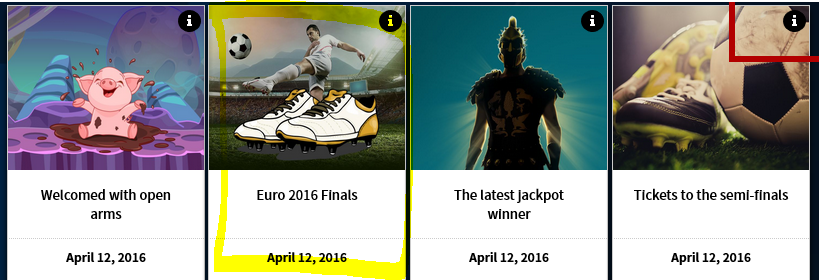 Welcomed with open
arms
April 12, 2016
Euro 2016 Finals
April 12, 2016
The latest jackpot
winner
April 12, 2016
Tickets to the semi-finals
April 12, 2016